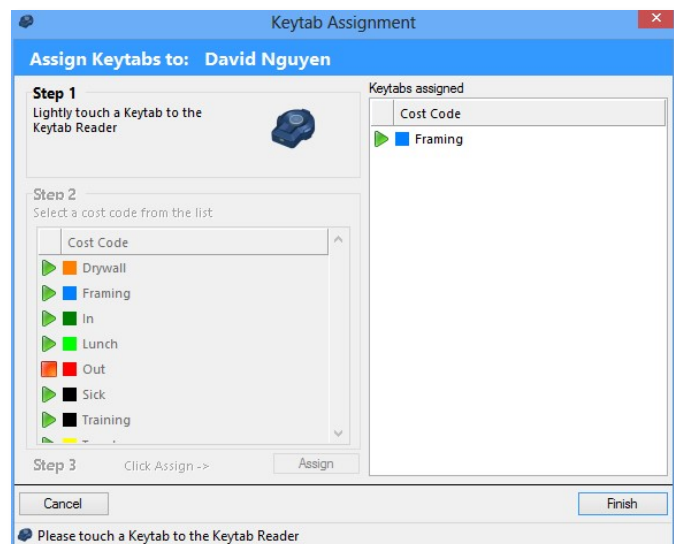 Keytab Assignment
Assign Keytabs to: David Nguyen
Step 1
Lightly touch a Keytab to the
Keytab Reader
Step 2
Select a cost code from the list
Cost Code
Drywall
Framing
In
Lunch
Out
Sick
Training
Step 3 Click Assign -> Assign
Keytabs assigned
Cost Code
Framing
Cancel
Finish
Please touch a Keytab to the Keytab Reader